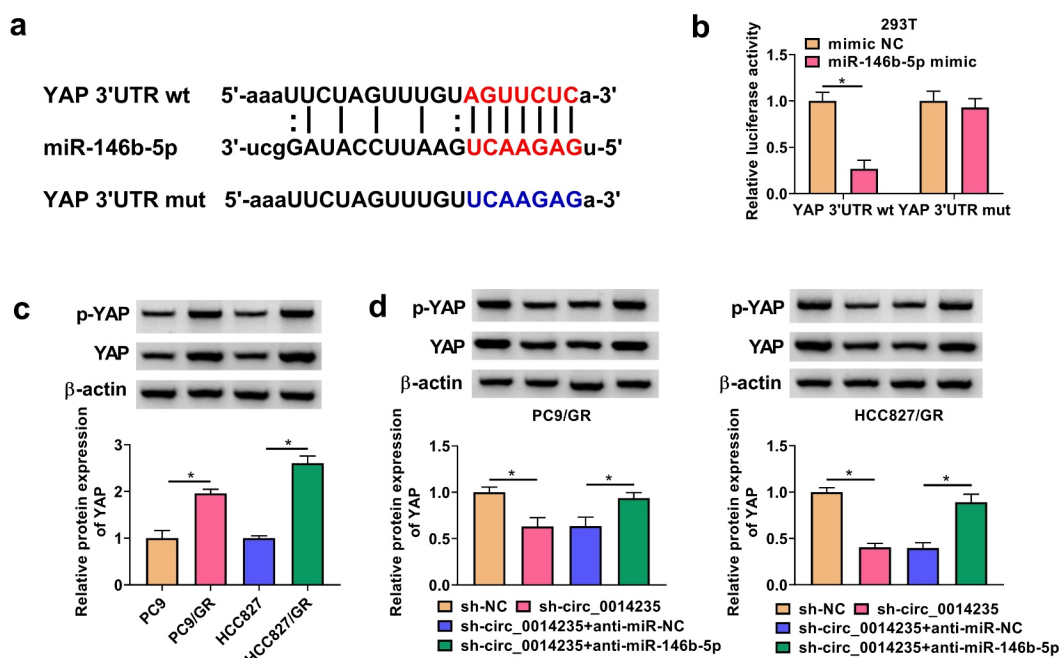 a
YAP 3'UTR wt 5'-aaaUUCUAGUUUGUAGUUCUCa-3'
miR-146b-5p 3'-ucgGAUACCUUAAGUCAAGAGu-5'
YAP 3'UTR mut 5'-aaaUUCUAGUUUGUUCAAGAGa-3'
b
293T
mimic NC
miR-146b-5p mimic
Relative luciferase activity
1.5
1.0
0.5
0.0
*
YAP 3'UTR wt YAP 3'UTR mut
c
p-YAP
YAP
β-actin
Relative protein expression
of YAP
3
2
1
0
*
*
PC9
PC9/GR
HCC827
HCC827/GR
d
p-YAP
YAP
β-actin
PC9/GR
Relative protein expression
of YAP
1.5
1.0
0.5
0.0
*
*
sh-NC sh-circ_0014235
sh-circ_0014235+anti-miR-NC
sh-circ_0014235+anti-miR-146b-5p
p-YAP
YAP
β-actin
HCC827/GR
Relative protein expression
of YAP
1.5
1.0
0.5
0.0
*
*
sh-NC sh-circ_0014235
sh-circ_0014235+anti-miR-NC
sh-circ_0014235+anti-miR-146b-5p